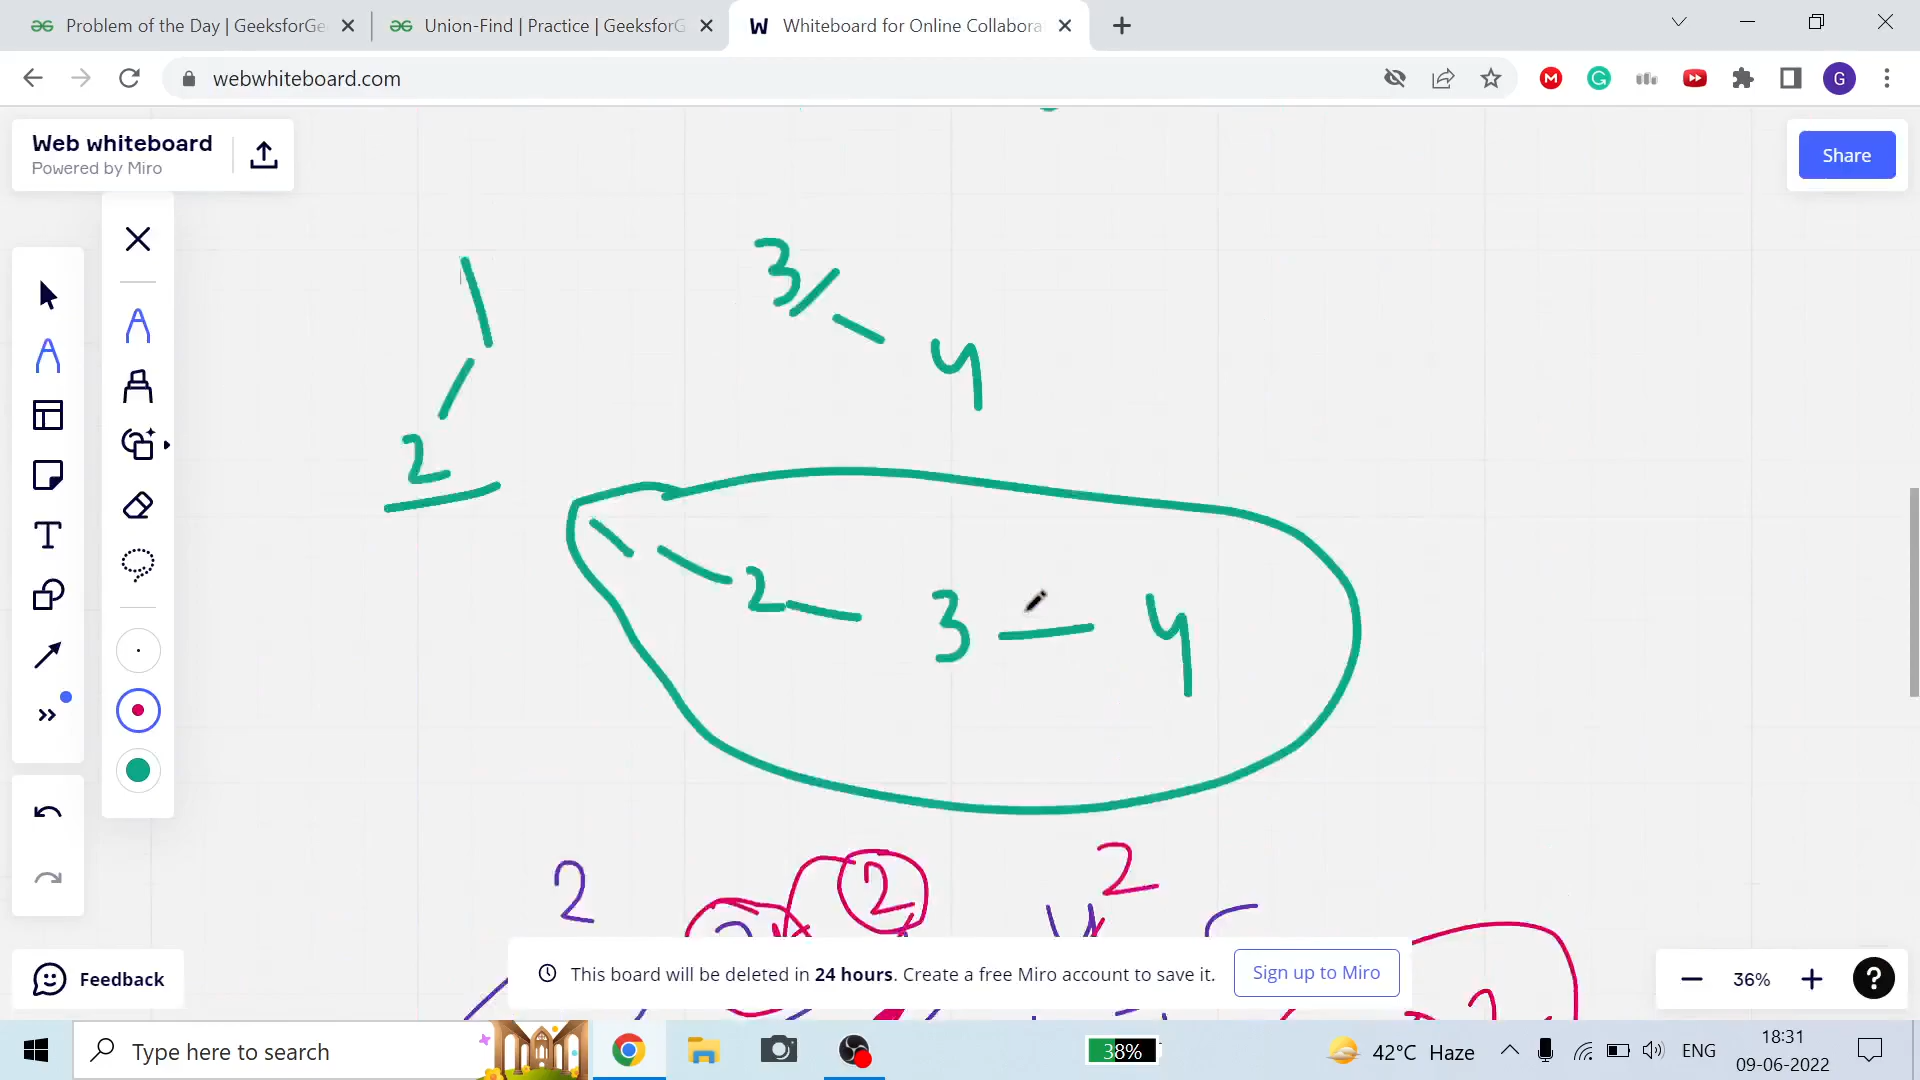 Problem of the Day | GeeksforGe
Union-Find | Practice | GeeksforG
W Whiteboard for Online Collabora
webwhiteboard.com
G
Web whiteboard
Powered by Miro
Share
1 3
4
2
2 3 4
2 2 2
This board will be deleted in 24 hours. Create a free Miro account to save it.
Sign up to Miro
Feedback
36%
?
Type here to search
38%
42°C Haze
ENG
18:31
09-06-2022